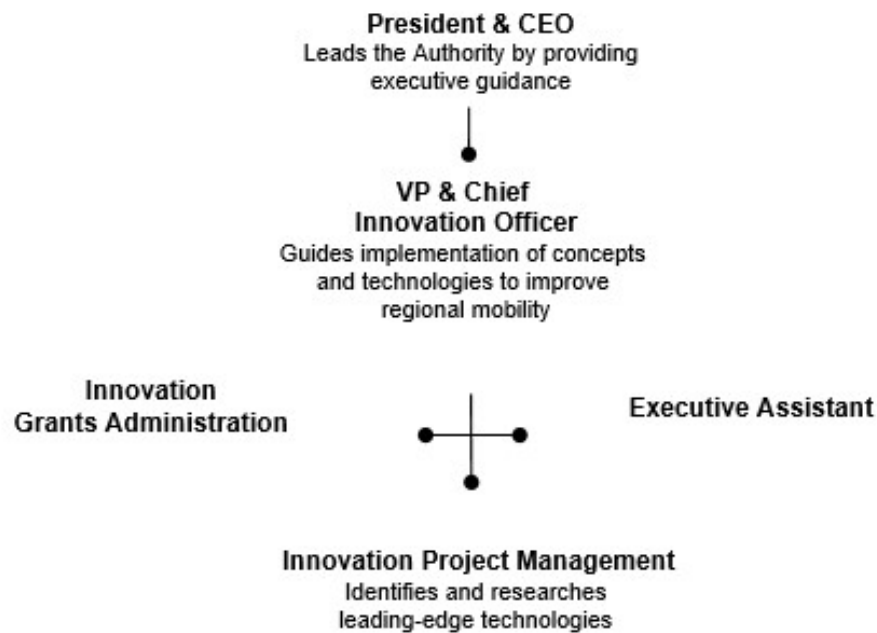 President & CEO
Leads the Authority by providing
executive guidance
VP & Chief
Innovation Officer
Guides implementation of concepts
and technologies to improve
regional mobility
Innovation
Grants Administration
Executive Assistant
Innovation Project Management
Identifies and researches
leading-edge technologies